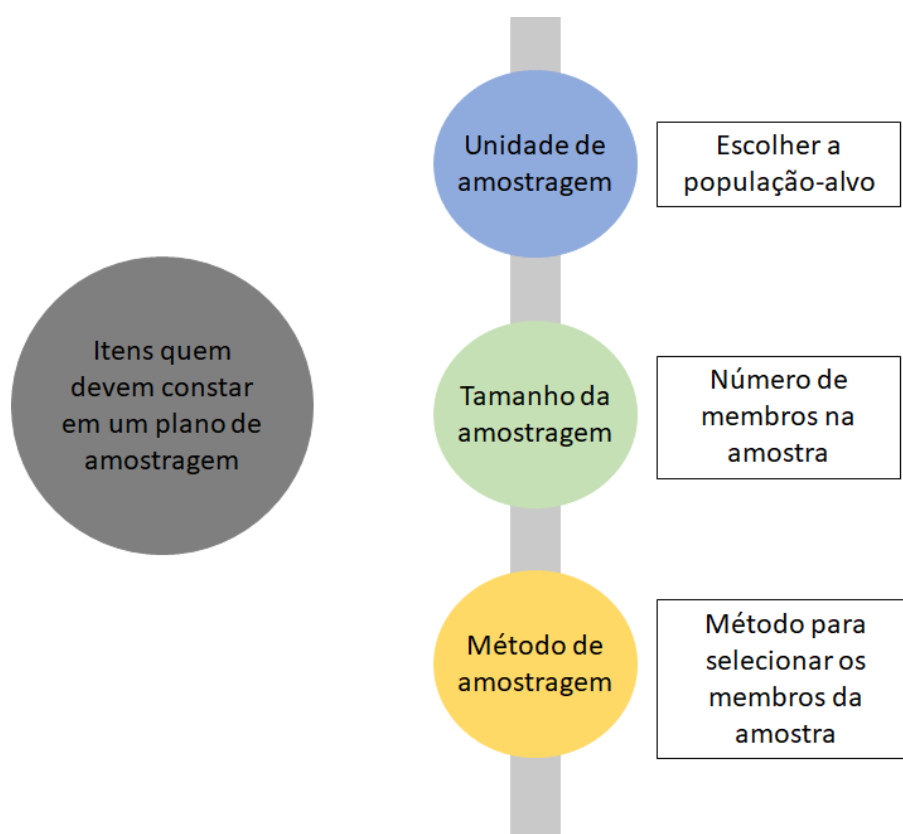 Itens quem
devem constar
em um plano de
amostragem
Unidade de
amostragem
Escolher a
população-alvo
Tamanho da
amostragem
Número de
membros na
amostra
Método de
amostragem
Método para
selecionar os
membros da
amostra